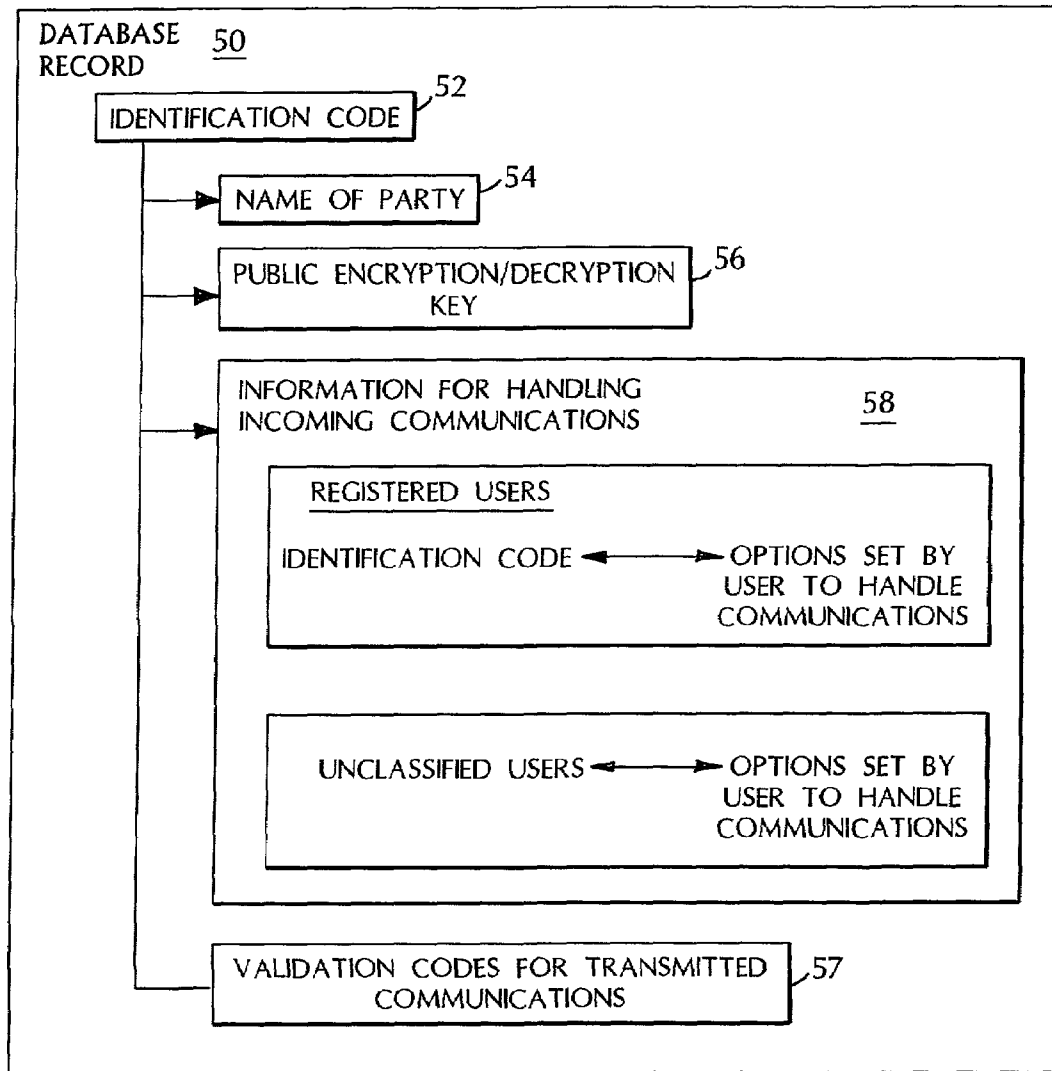 DATABASE 50
RECORD
IDENTIFICATION CODE 52
NAME OF PARTY 54
PUBLIC ENCRYPTION/DECRYPTION 56
KEY
INFORMATION FOR HANDLING
INCOMING COMMUNICATIONS 58
REGISTERED USERS
IDENTIFICATION CODE OPTIONS SET BY
USER TO HANDLE
COMMUNICATIONS
UNCLASSIFIED USERS OPTIONS SET BY
USER TO HANDLE
COMMUNICATIONS
VALIDATION CODES FOR TRANSMITTED 57
COMMUNICATIONS